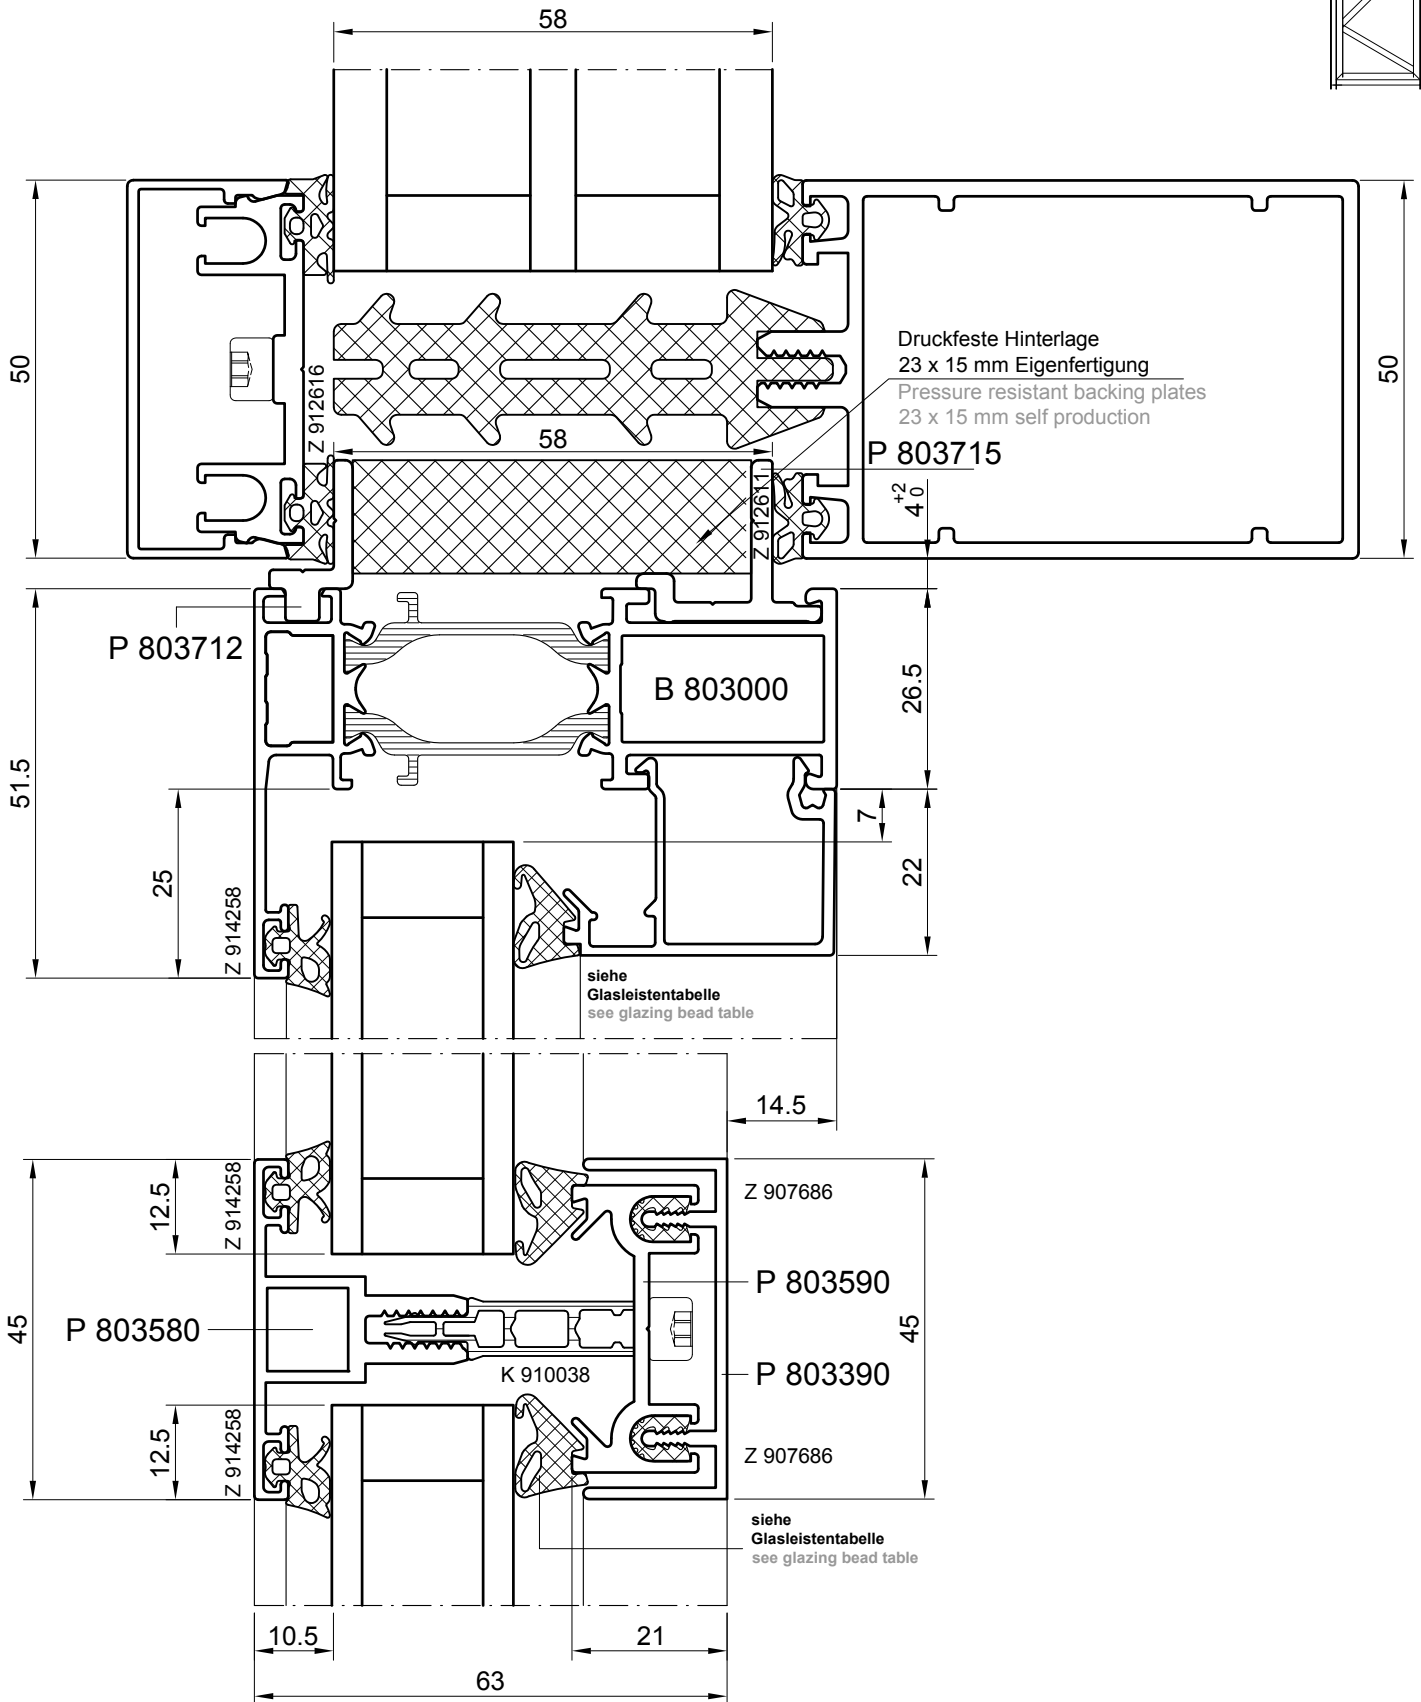 58
50
50
Z 912616
Druckfeste Hinterlage
23 x 15 mm Eigenfertigung
Pressure resistant backing plates
23 x 15 mm self production
58
P 803715
Z 912611
4 +2 0
P 803712
B 803000
26.5
51.5
7
25
22
Z 914258
siehe
Glasleistentabelle
see glazing bead table
14.5
12.5
Z 914258
Z 907686
P 803590
45
P 803580
45
K 910038
P 803390
12.5
Z 914258
Z 907686
siehe
Glasleistentabelle
see glazing bead table
10.5
21
63